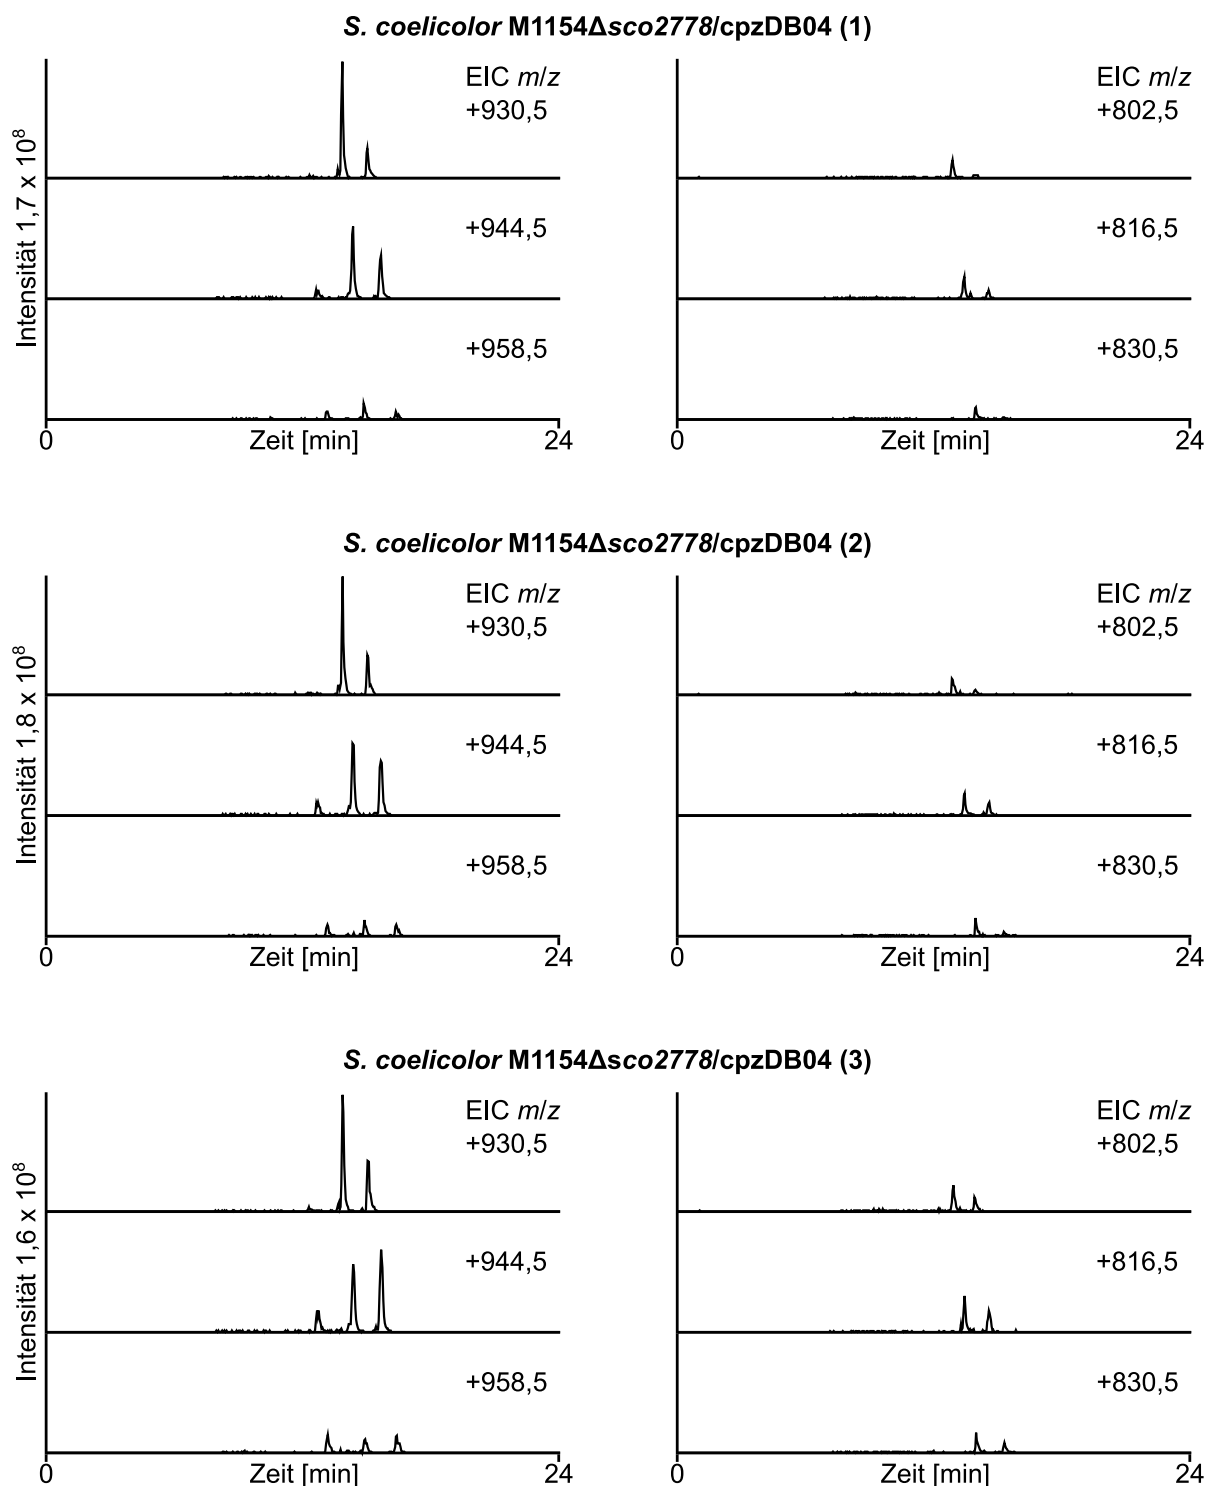 S. coelicolor M1154Δsco2778/cpzDB04 (1)
Intensität 1,7 x 10⁸
EIC m/z
+930,5
+944,5
+958,5
0
Zeit [min]
24
EIC m/z
+802,5
+816,5
+830,5
0
Zeit [min]
24
S. coelicolor M1154Δsco2778/cpzDB04 (2)
Intensität 1,8 x 10⁸
EIC m/z
+930,5
+944,5
+958,5
0
Zeit [min]
24
EIC m/z
+802,5
+816,5
+830,5
0
Zeit [min]
24
S. coelicolor M1154Δsco2778/cpzDB04 (3)
Intensität 1,6 x 10⁸
EIC m/z
+930,5
+944,5
+958,5
0
Zeit [min]
24
EIC m/z
+802,5
+816,5
+830,5
0
Zeit [min]
24